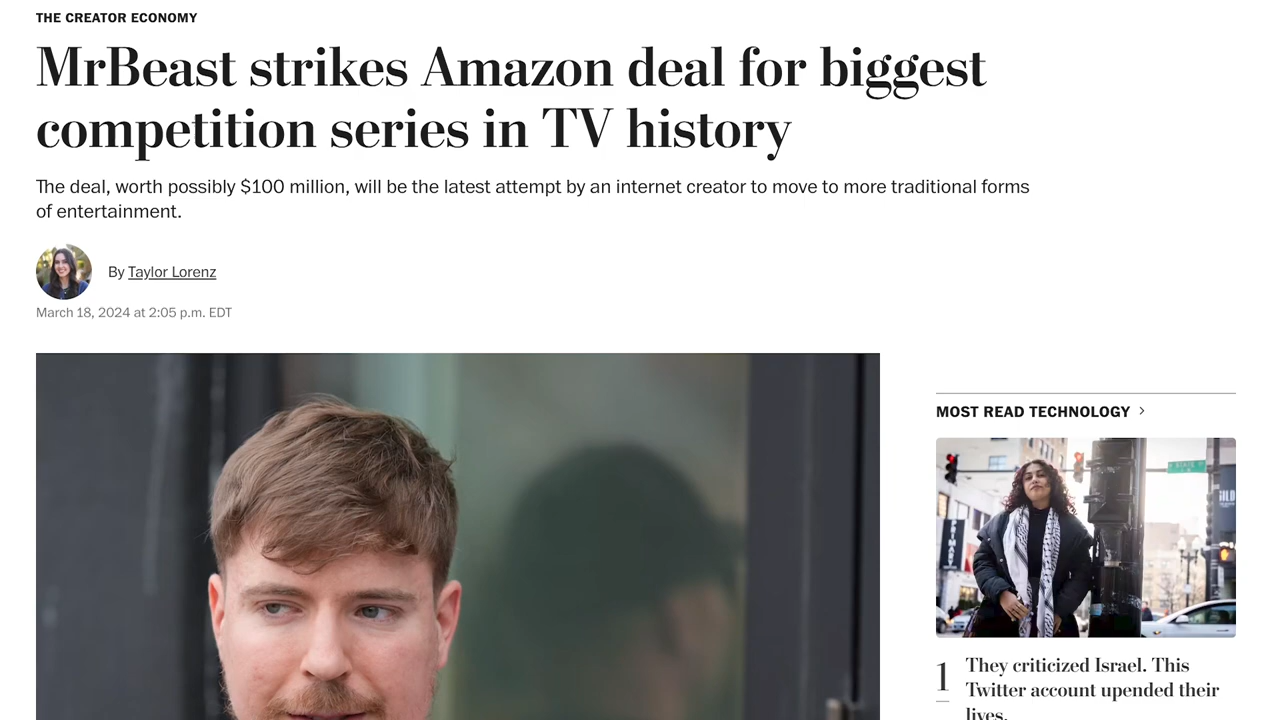 THE CREATOR ECONOMY
MrBeast strikes Amazon deal for biggest
competition series in TV history
The deal, worth possibly $100 million, will be the latest attempt by an internet creator to move to more traditional forms
of entertainment.
By Taylor Lorenz
March 18, 2024 at 2:05 p.m. EDT
MOST READ TECHNOLOGY
1
They criticized Israel. This
Twitter account upended their
lives.